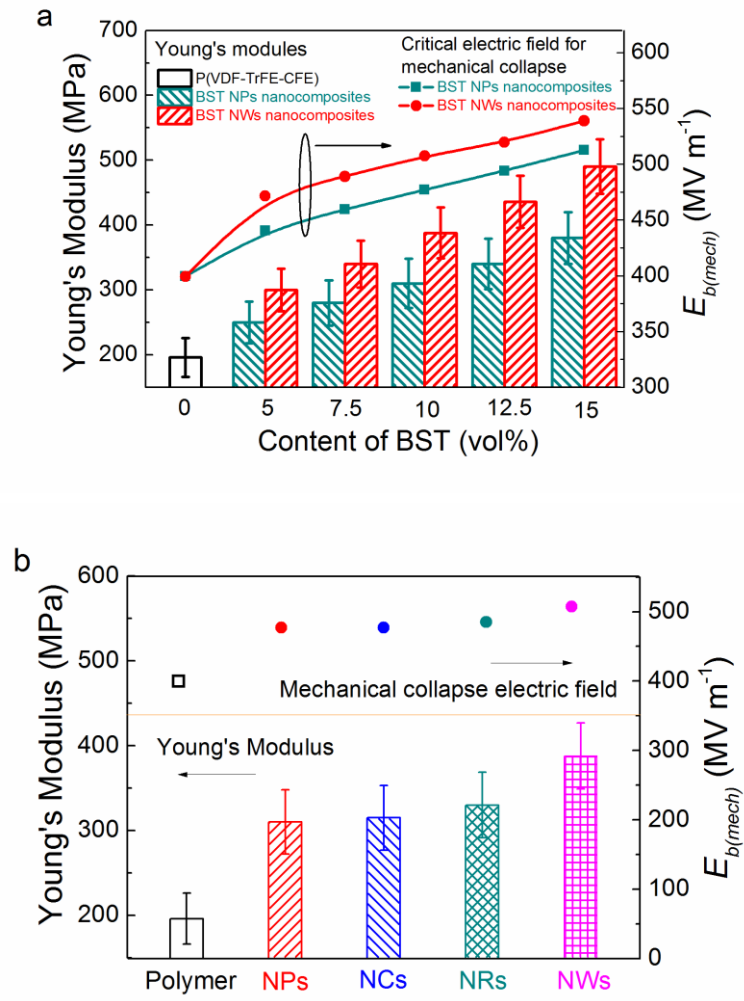 a
Young's modules
P(VDF-TrFE-CFE)
BST NPs nanocomposites
BST NWs nanocomposites
Critical electric field for
mechanical collapse
BST NPs nanocomposites
BST NWs nanocomposites
Young's Modulus (MPa)
700
600
500
400
300
200
600
550
500
450
400
350
300
E_b(mech) (MV m⁻¹)
0 5 7.5 10 12.5 15
Content of BST (vol%)
b
Young's Modulus (MPa)
600
500
400
300
200
Mechanical collapse electric field
Young's Modulus
500
400
300
200
100
0
E_b(mech) (MV m⁻¹)
Polymer NPs NCs NRs NWs